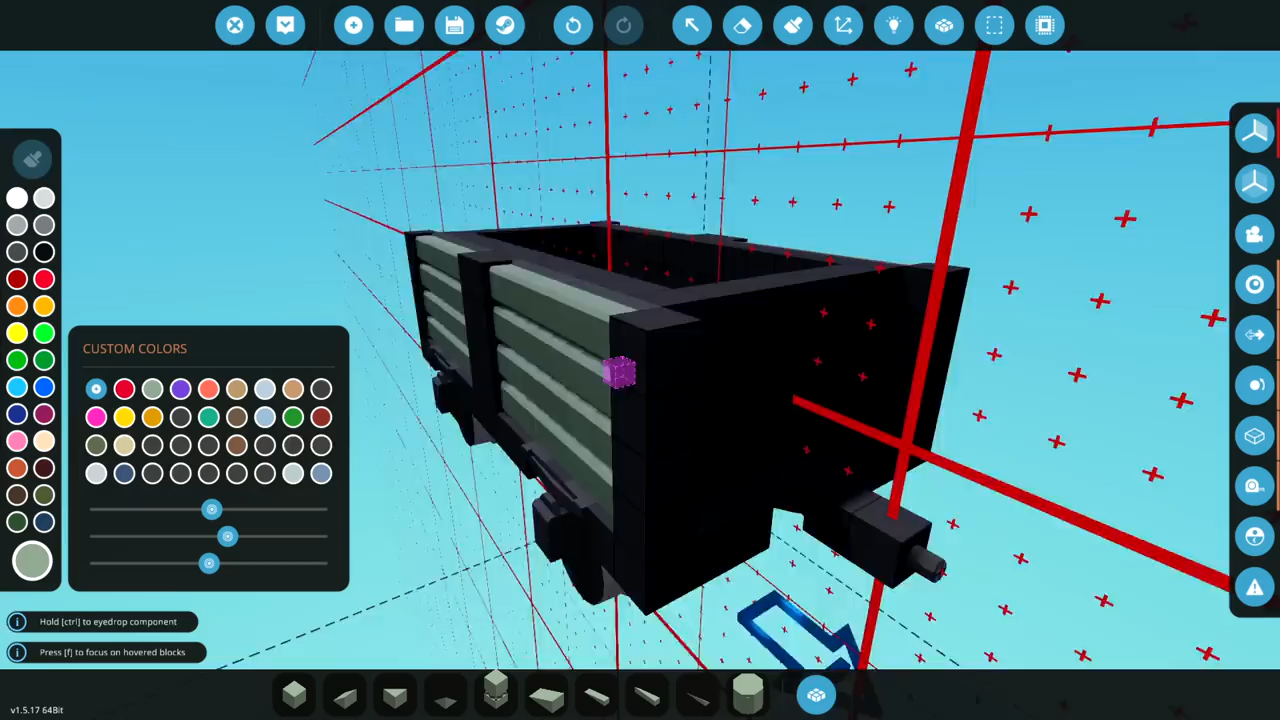 CUSTOM COLORS
Hold [ctrl] to eyedrop component
Press [f] to focus on hovered blocks
v1.5.17 64Bit